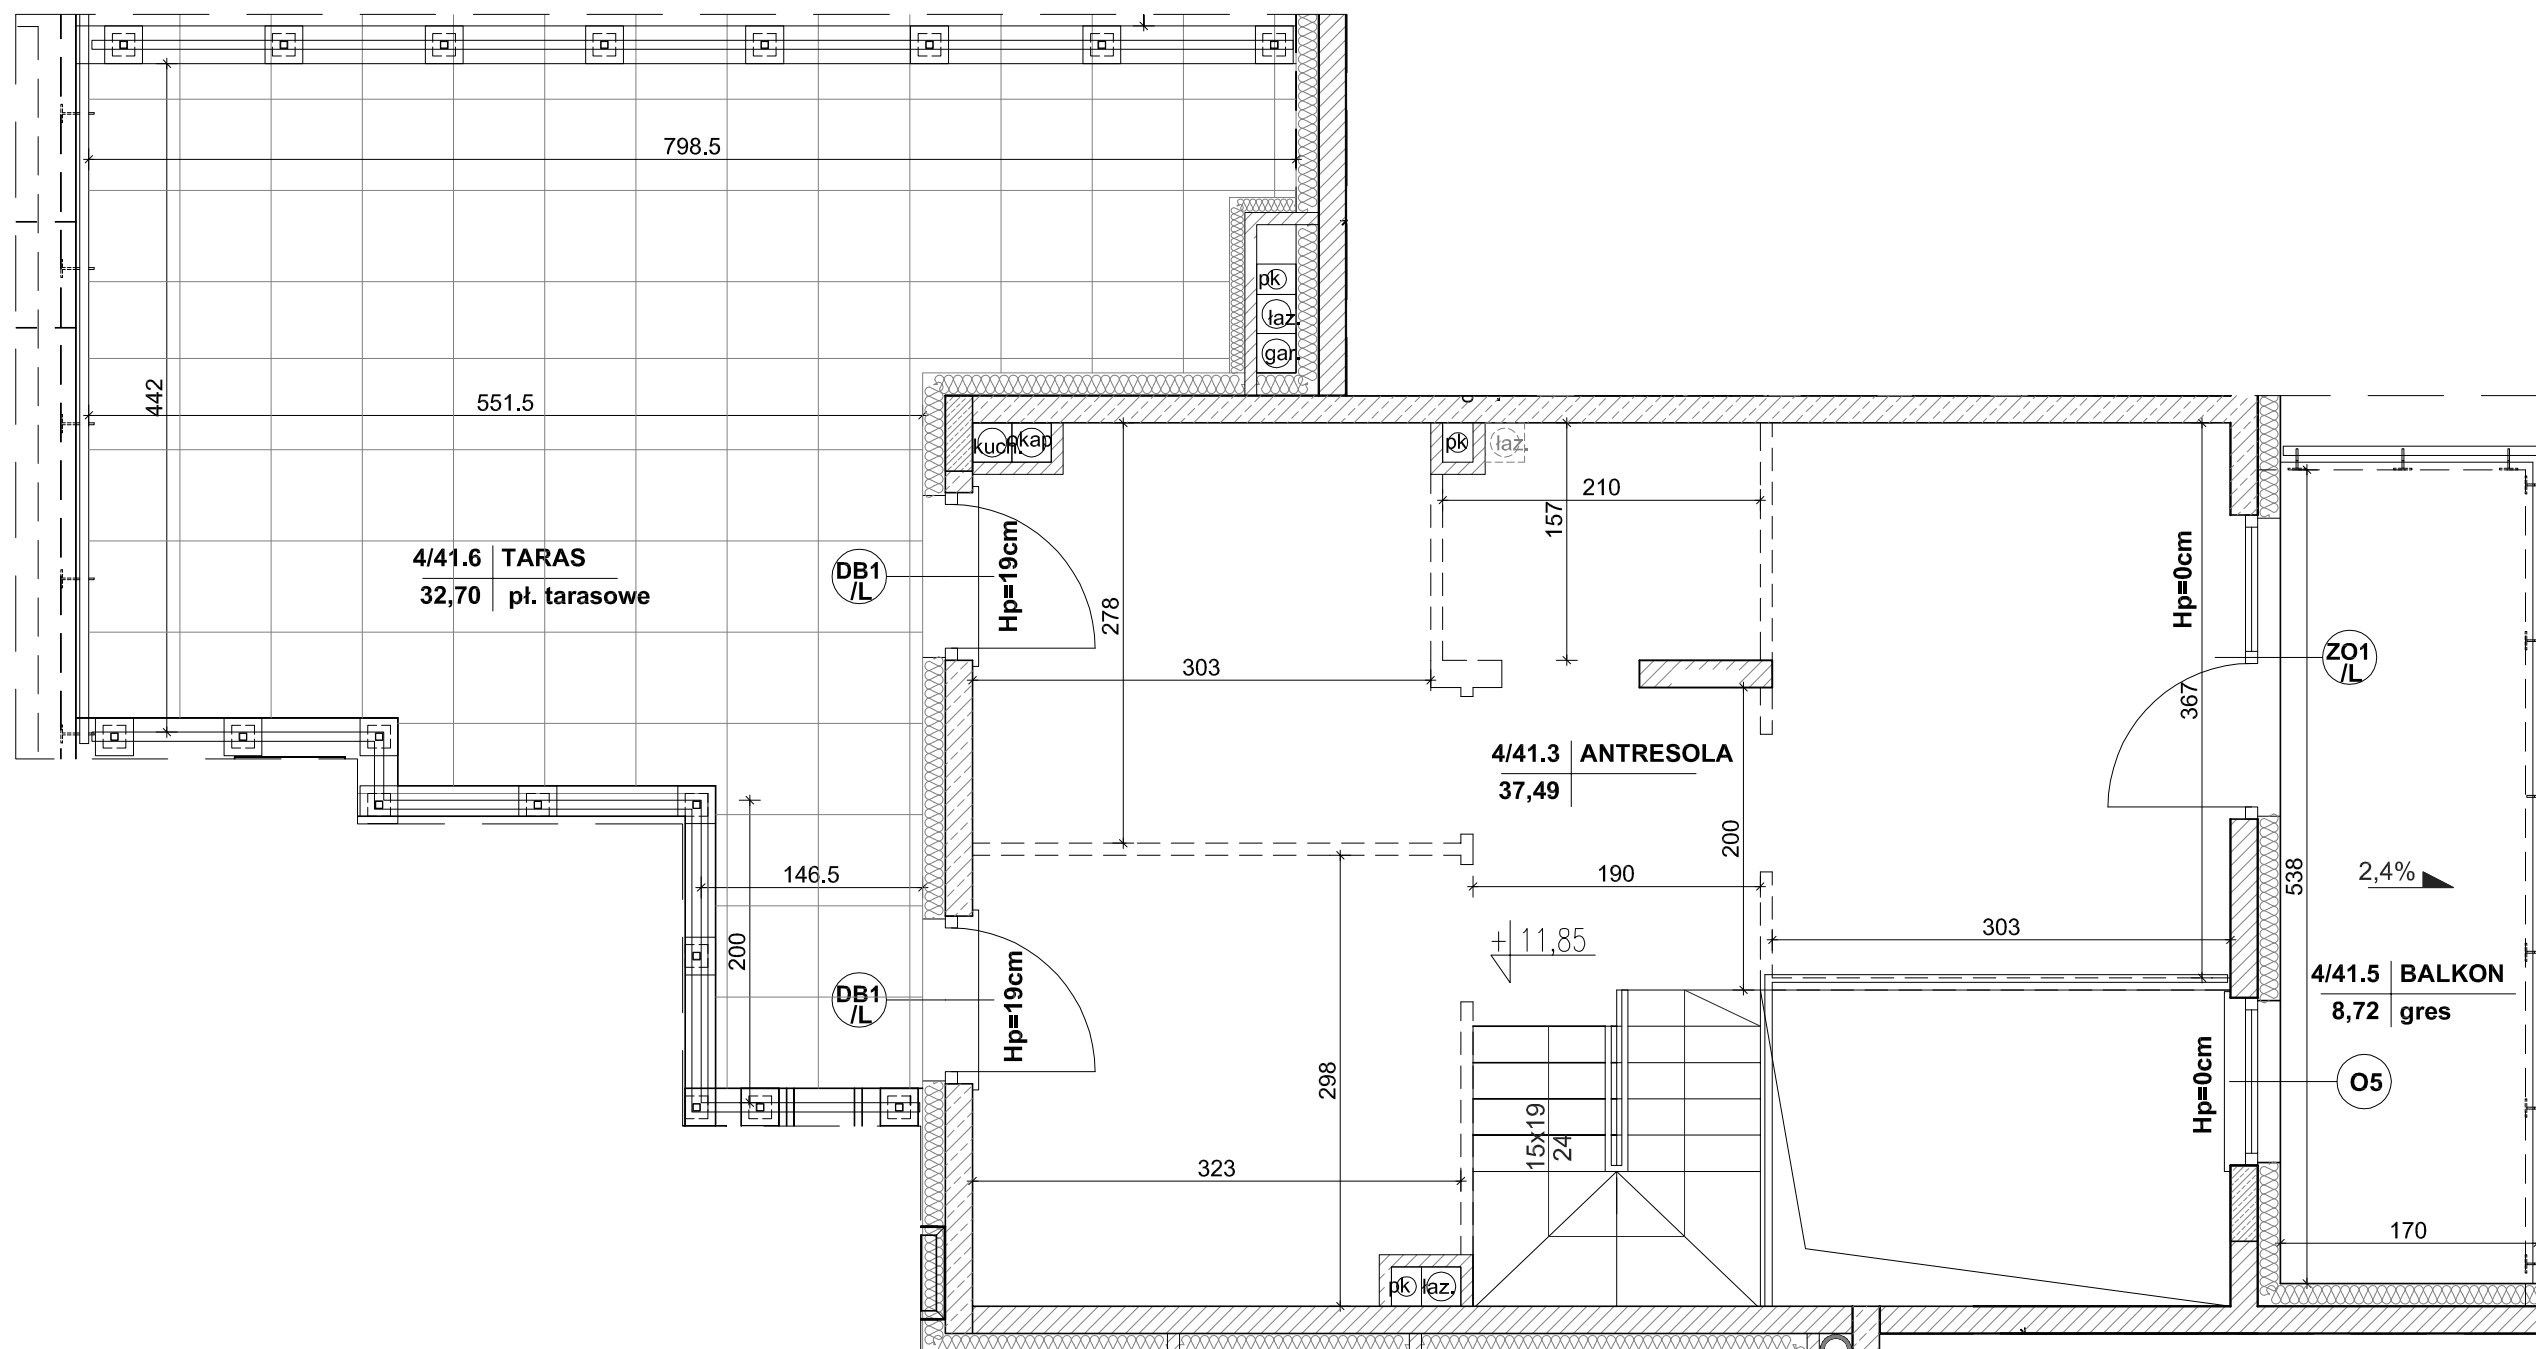 798.5
pk
łaz.
gar.
442
551.5
kuch.
okap
pk
łaz.
210
157
4/41.6 TARAS
32,70 pł. tarasowe
DB1
/L
Hp=19cm
278
Hp=0cm
303
ZO1
/L
367
4/41.3 ANTRESOLA
37,49
200
146.5
190
538
2,4%
200
+ 11,85
303
DB1
/L
Hp=19cm
4/41.5 BALKON
8,72 gres
298
15x19
24
Hp=0cm
O5
323
170
pk
łaz.